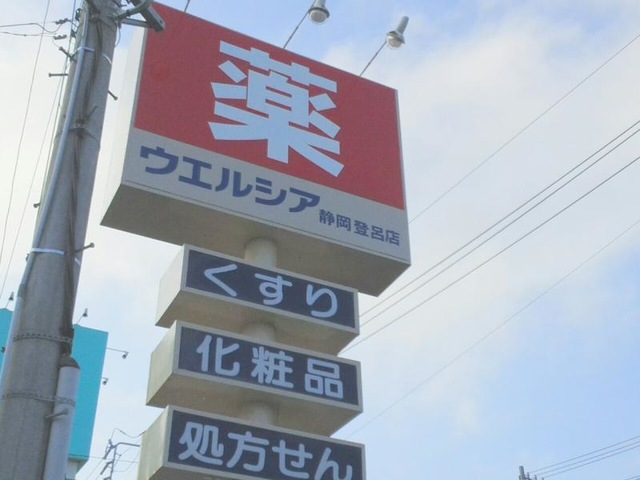 薬
ウエルシア 静岡登呂店
くすり
化粧品
処方せん